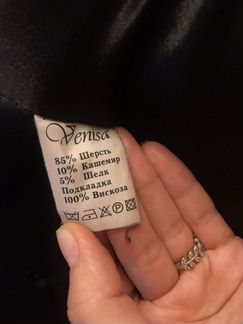 Venisa
85% Шерсть
10% Кашемир
5% Шелк
Подкладка
100% Вискоза